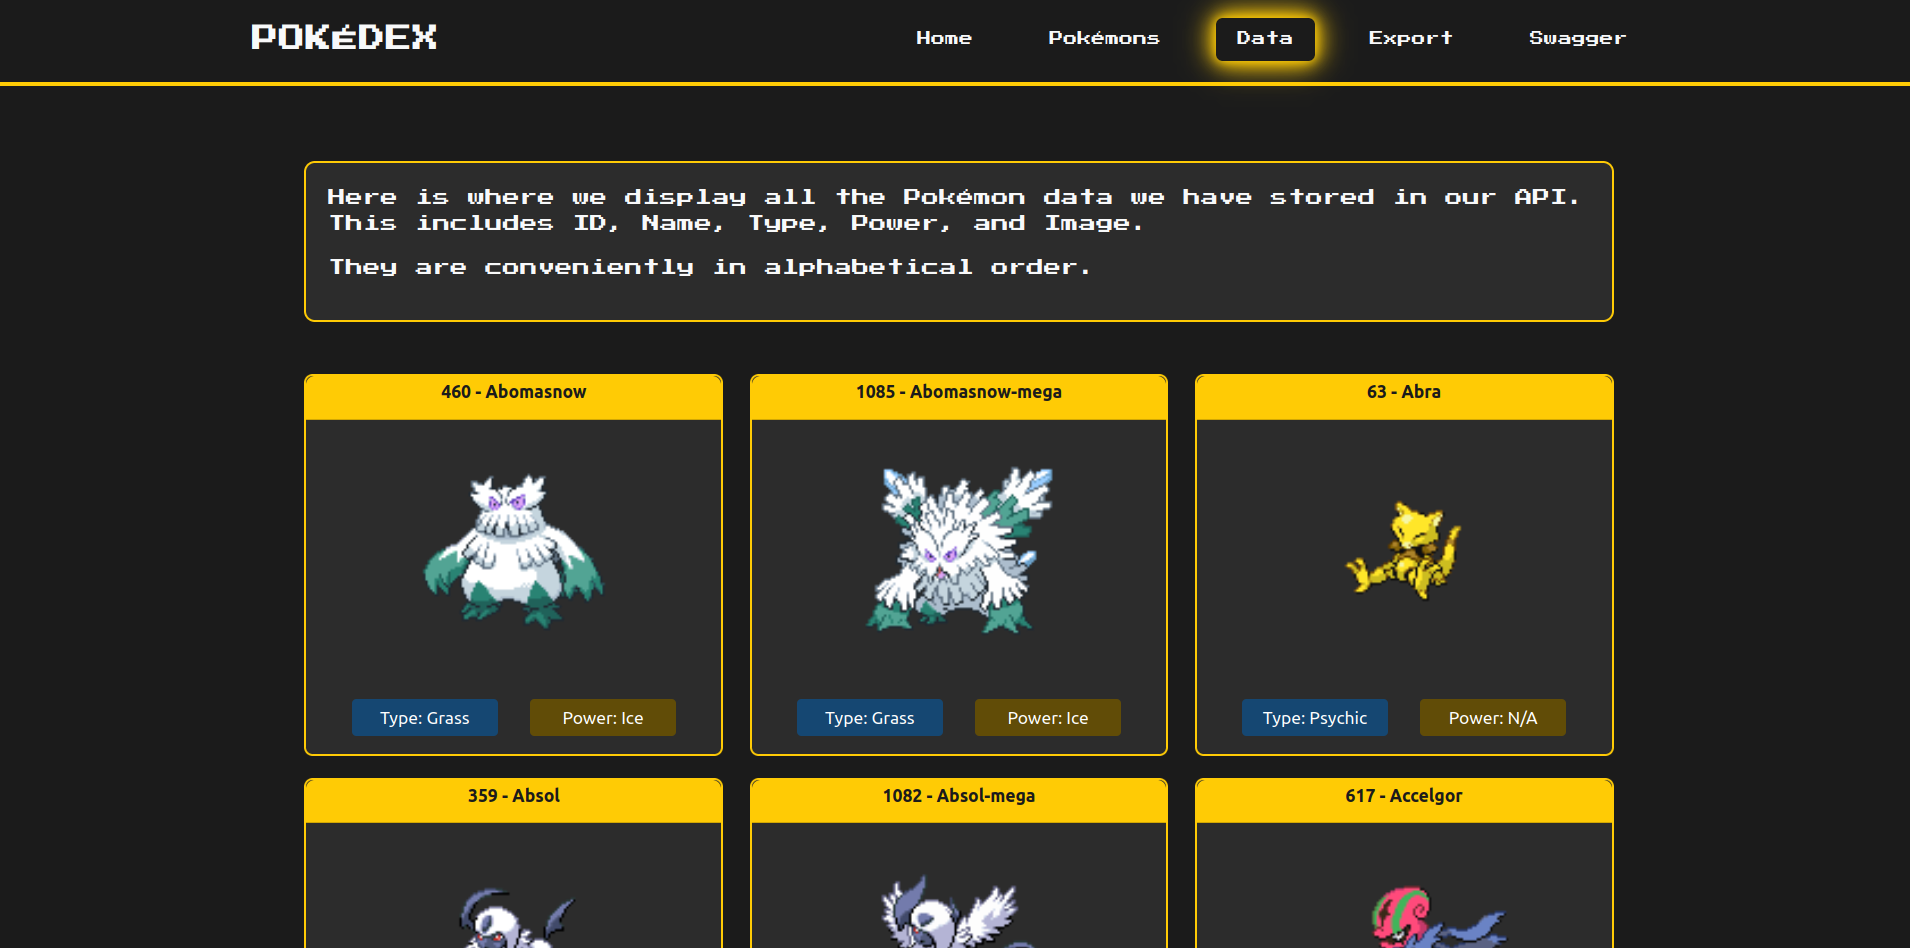 POKéDEX
Home Pokémons Data Export Swagger
Here is where we display all the Pokémon data we have stored in our API.
This includes ID, Name, Type, Power, and Image.
They are conveniently in alphabetical order.
460 - Abomasnow
1085 - Abomasnow-mega
63 - Abra
Type: Grass Power: Ice
Type: Grass Power: Ice
Type: Psychic Power: N/A
359 - Absol
1082 - Absol-mega
617 - Accelgor